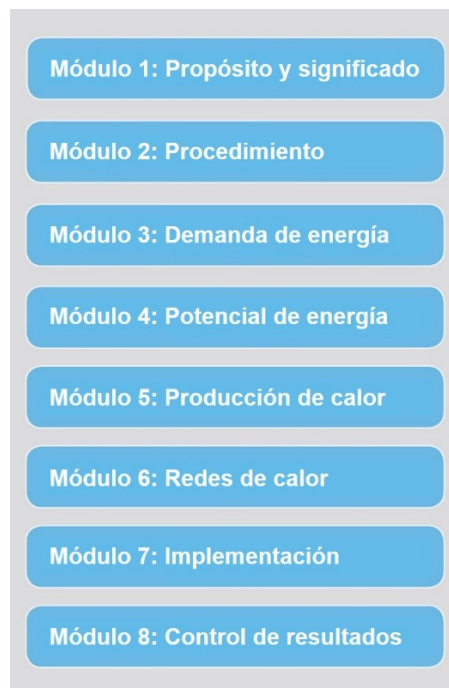 Módulo 1: Propósito y significado
Módulo 2: Procedimiento
Módulo 3: Demanda de energía
Módulo 4: Potencial de energía
Módulo 5: Producción de calor
Módulo 6: Redes de calor
Módulo 7: Implementación
Módulo 8: Control de resultados